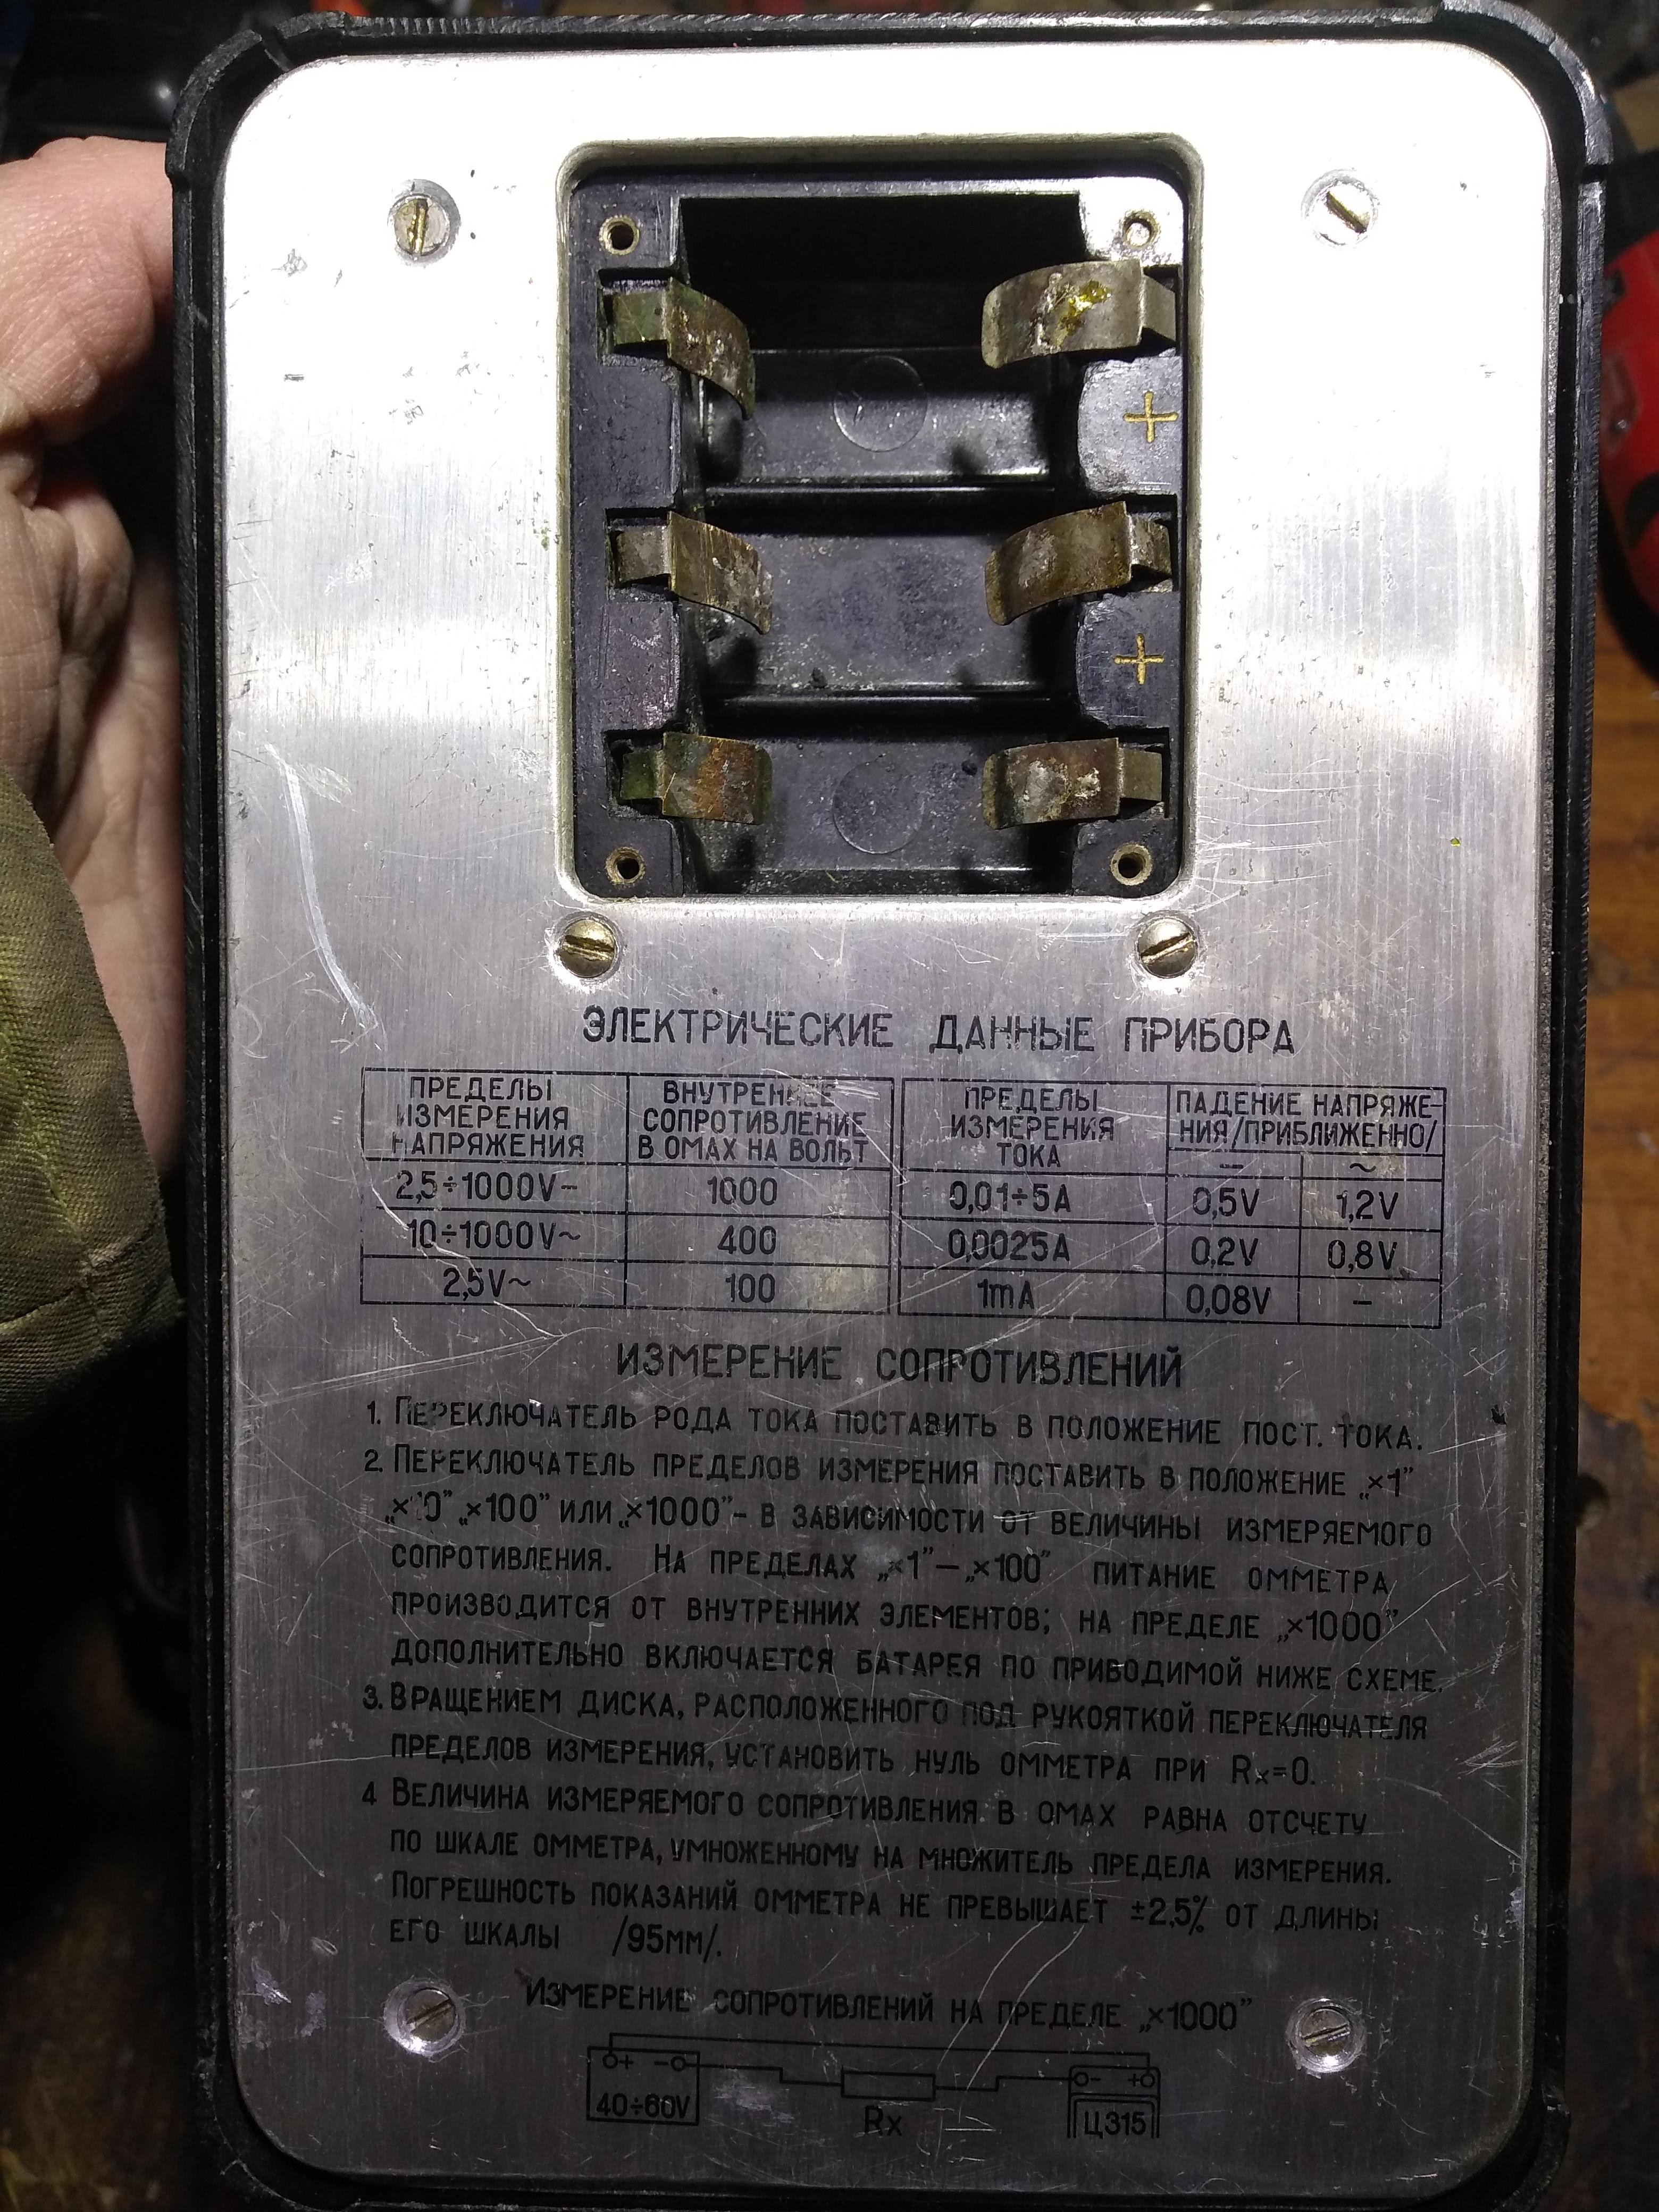 +
+
ЭЛЕКТРИЧЕСКИЕ ДАННЫЕ ПРИБОРА
ПРЕДЕЛЫ ИЗМЕРЕНИЯ НАПРЯЖЕНИЯ
ВНУТРЕННЕЕ СОПРОТИВЛЕНИЕ В ОМАХ НА ВОЛЬТ
ПРЕДЕЛЫ ИЗМЕРЕНИЯ ТОКА
ПАДЕНИЕ НАПРЯЖЕ-
НИЯ /ПРИБЛИЖЕННО/
– ~
2,5÷1000V– 1000 0,01÷5A 0,5V 1,2V
10÷1000V~ 400 0,0025A 0,2V 0,8V
2,5V~ 100 1mA 0,08V –
ИЗМЕРЕНИЕ СОПРОТИВЛЕНИЙ
1. ПЕРЕКЛЮЧАТЕЛЬ РОДА ТОКА ПОСТАВИТЬ В ПОЛОЖЕНИЕ ПОСТ. ТОКА.
2. ПЕРЕКЛЮЧАТЕЛЬ ПРЕДЕЛОВ ИЗМЕРЕНИЯ ПОСТАВИТЬ В ПОЛОЖЕНИЕ „×1”
„×10” „×100” ИЛИ „×1000” – В ЗАВИСИМОСТИ ОТ ВЕЛИЧИНЫ ИЗМЕРЯЕМОГО
СОПРОТИВЛЕНИЯ. НА ПРЕДЕЛАХ „×1” – „×100” ПИТАНИЕ ОММЕТРА
ПРОИЗВОДИТСЯ ОТ ВНУТРЕННИХ ЭЛЕМЕНТОВ; НА ПРЕДЕЛЕ „×1000”
ДОПОЛНИТЕЛЬНО ВКЛЮЧАЕТСЯ БАТАРЕЯ ПО ПРИВОДИМОЙ НИЖЕ СХЕМЕ.
3. ВРАЩЕНИЕМ ДИСКА, РАСПОЛОЖЕННОГО ПОД РУКОЯТКОЙ ПЕРЕКЛЮЧАТЕЛЯ
ПРЕДЕЛОВ ИЗМЕРЕНИЯ, УСТАНОВИТЬ НУЛЬ ОММЕТРА ПРИ Rx=0.
4 ВЕЛИЧИНА ИЗМЕРЯЕМОГО СОПРОТИВЛЕНИЯ В ОМАХ РАВНА ОТСЧЕТУ
ПО ШКАЛЕ ОММЕТРА, УМНОЖЕННОМУ НА МНОЖИТЕЛЬ ПРЕДЕЛА ИЗМЕРЕНИЯ.
ПОГРЕШНОСТЬ ПОКАЗАНИЙ ОММЕТРА НЕ ПРЕВЫШАЕТ ±2,5% ОТ ДЛИНЫ
ЕГО ШКАЛЫ /95ММ/.
ИЗМЕРЕНИЕ СОПРОТИВЛЕНИЙ НА ПРЕДЕЛЕ „×1000”
+ – – +
40÷60V Rx Ц315